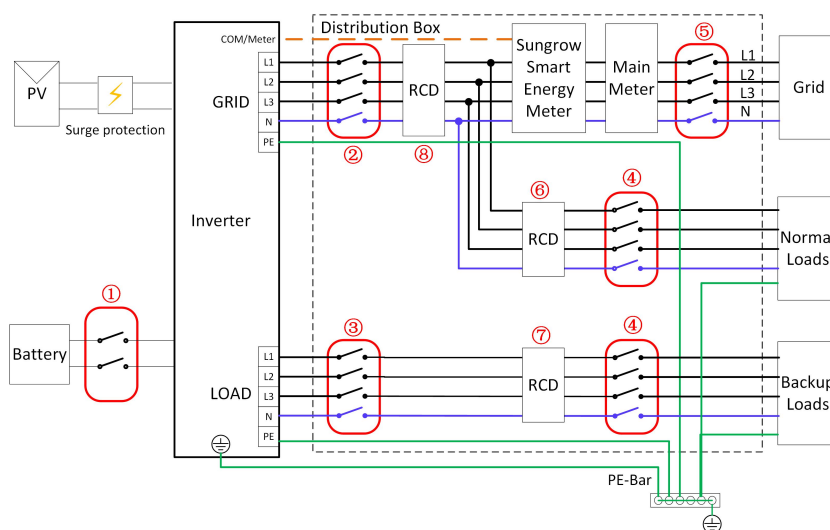 Distribution Box
COM/Meter
PV
Surge protection
GRID
L1
L2
L3
N
PE
②
RCD
⑧
Sungrow
Smart
Energy
Meter
Main
Meter
⑤
L1
L2
L3
N
Grid
Inverter
⑥
RCD
④
Norma
Loads
①
Battery
③
⑦
RCD
④
Backup
Loads
LOAD
L1
L2
L3
N
PE
PE-Bar